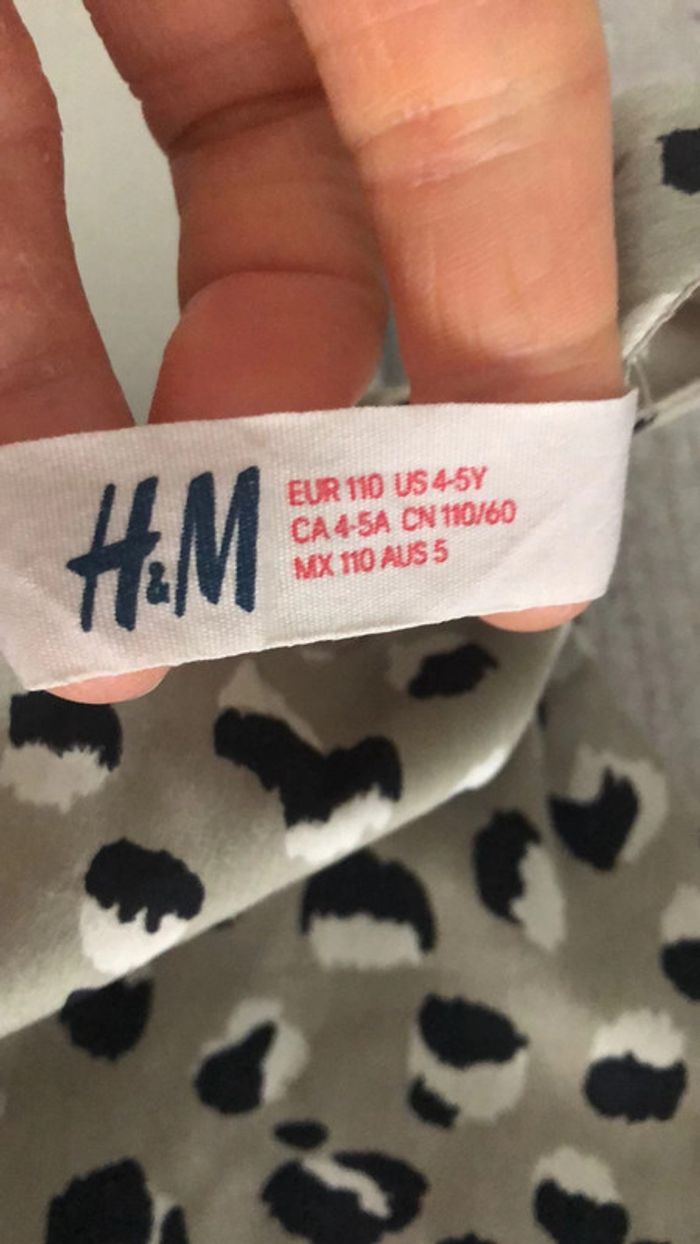 H&M
EUR 110 US 4-5Y
CA 4-5A CN 110/60
MX 110 AUS 5